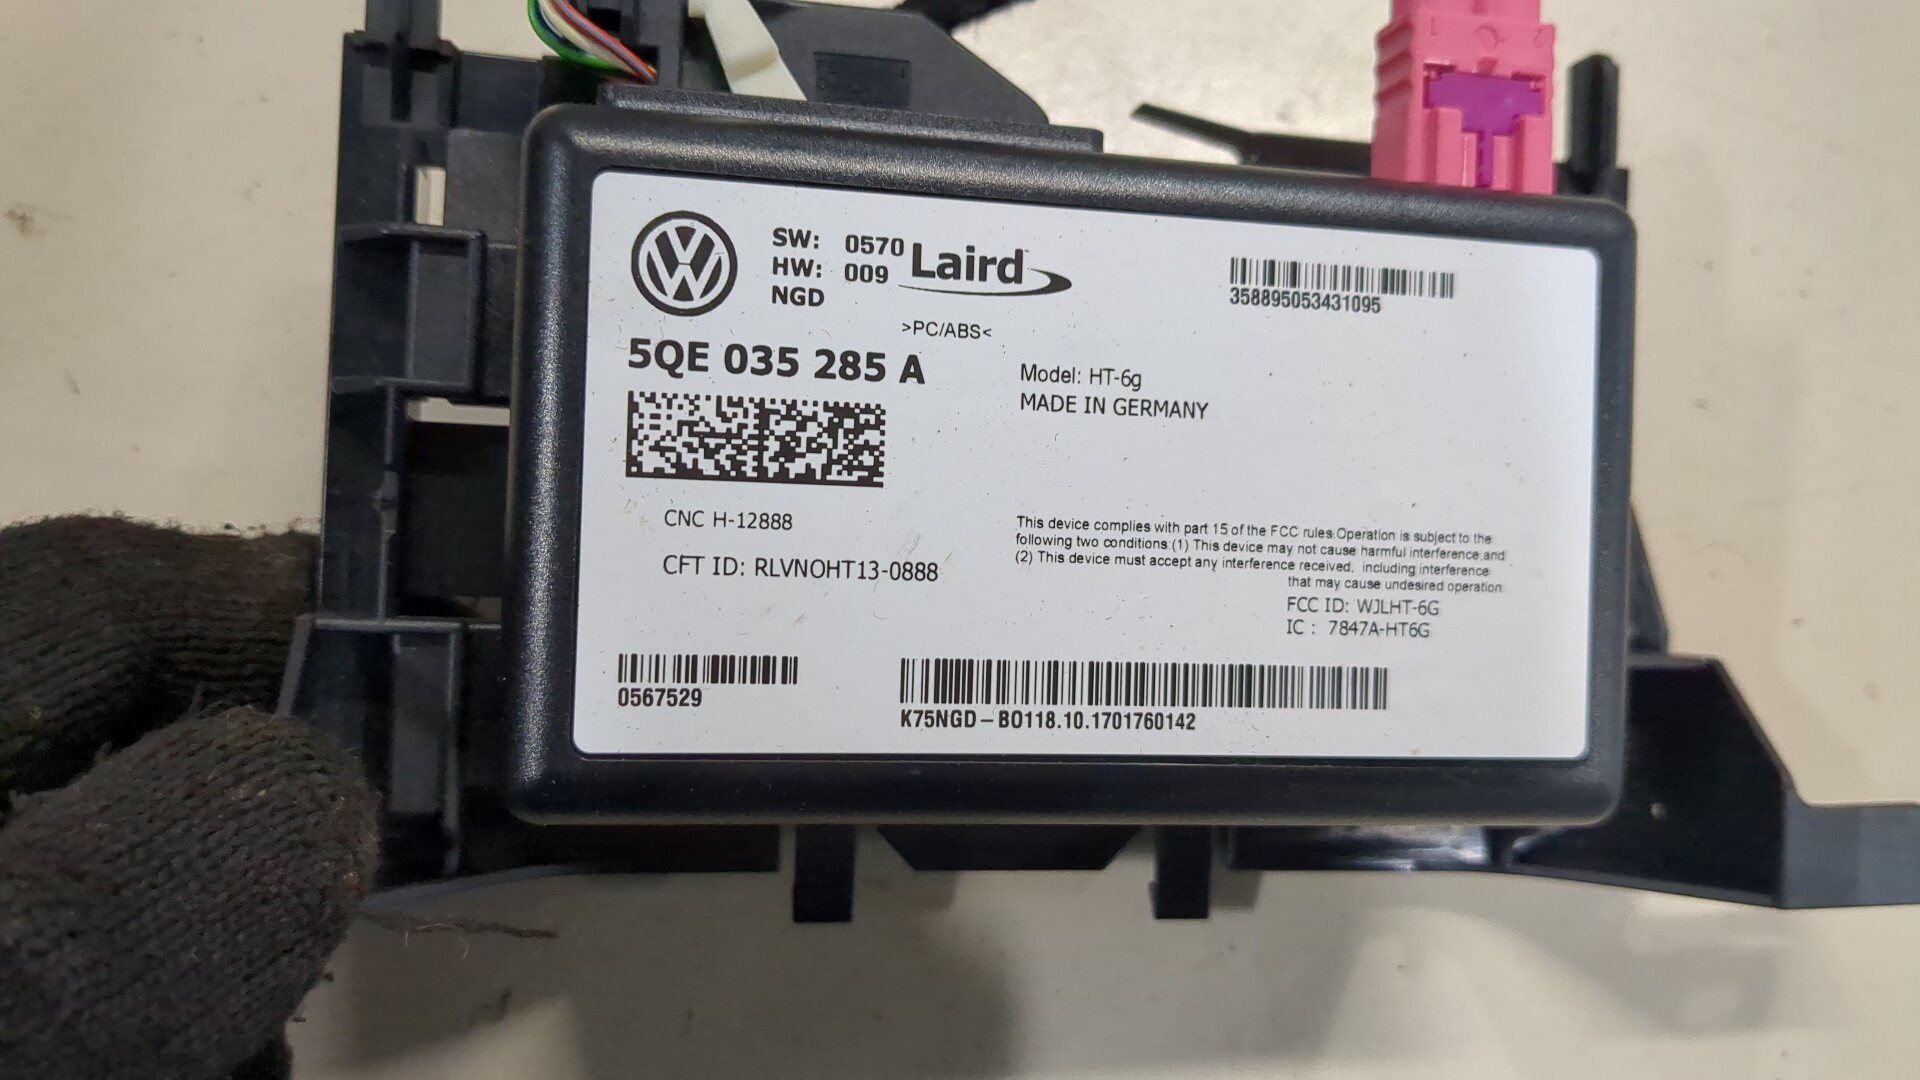 SW: 0570
HW: 009
NGD
Laird
358895053431095
>PC/ABS<
5QE 035 285 A
Model: HT-6g
MADE IN GERMANY
CNC H-12888
CFT ID: RLVNOHT13-0888
This device complies with part 15 of the FCC rules.Operation is subject to the
following two conditions:(1) This device may not cause harmful interference,and
(2) This device must accept any interference received, including interference
that may cause undesired operation
FCC ID: WJLHT-6G
IC : 7847A-HT6G
0567529
K75NGD-BO118.10.1701760142